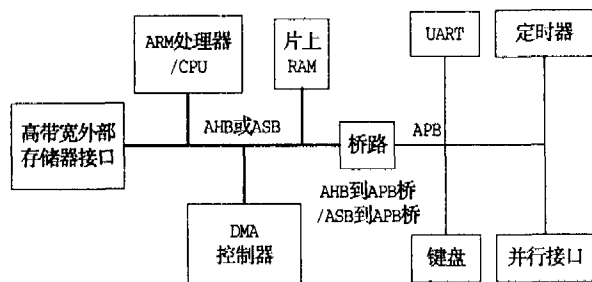 ARM处理器
/CPU
片上
RAM
UART
定时器
高带宽外部
存储器接口
AHB或ASB
桥路
APB
AHB到APB桥
/ASB到APB桥
DMA
控制器
键盘
并行接口